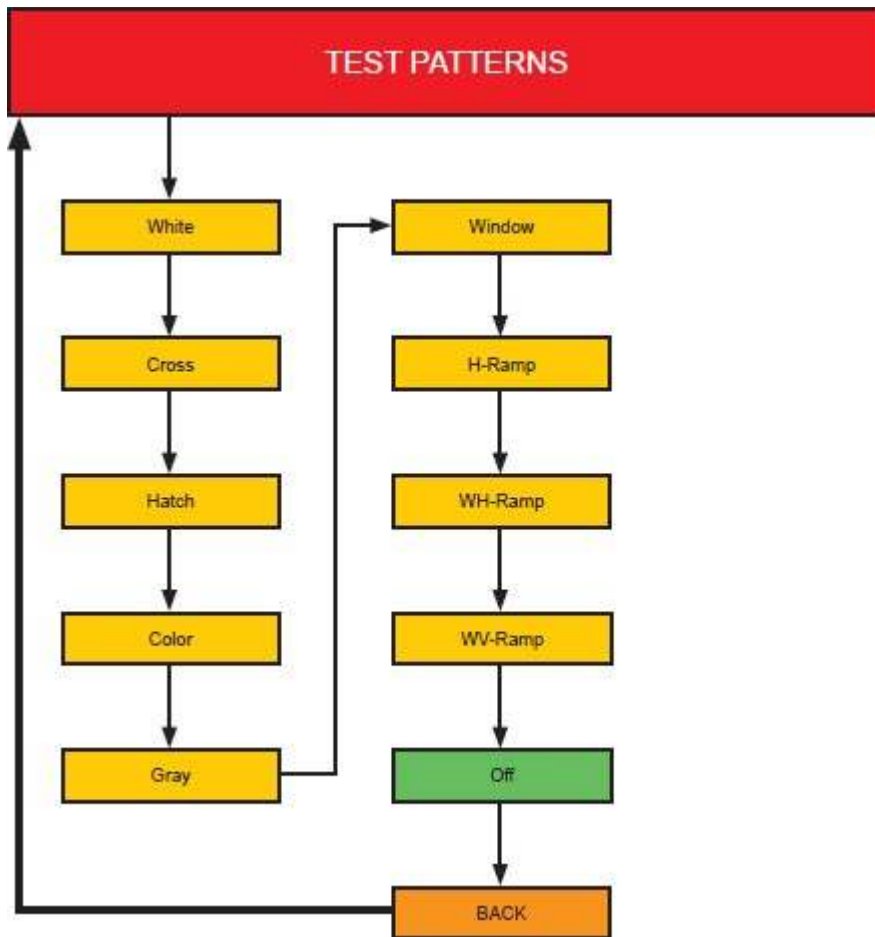 TEST PATTERNS
White
Cross
Hatch
Color
Gray
Window
H-Ramp
WH-Ramp
WV-Ramp
Off
BACK